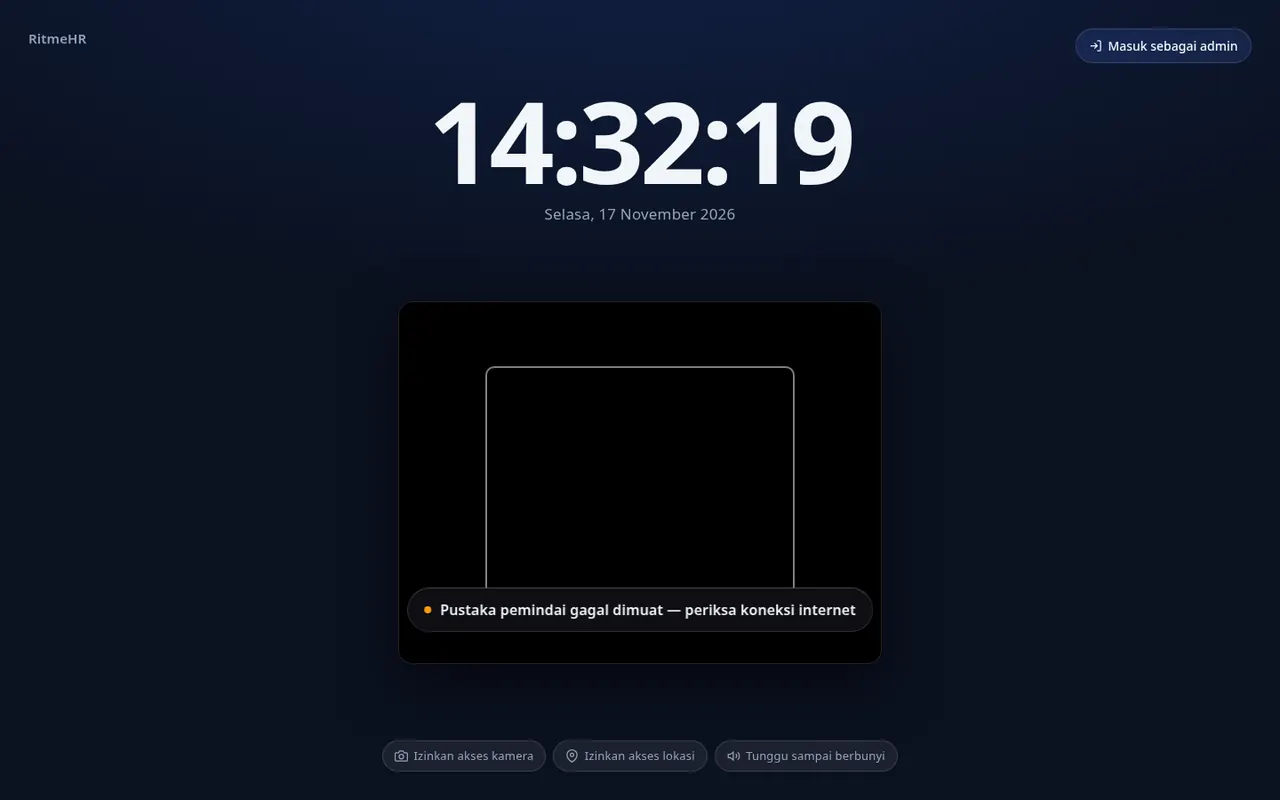 RitmeHR
Masuk sebagai admin
14:32:19
Selasa, 17 November 2026
Pustaka pemindai gagal dimuat — periksa koneksi internet
Izinkan akses kamera
Izinkan akses lokasi
Tunggu sampai berbunyi